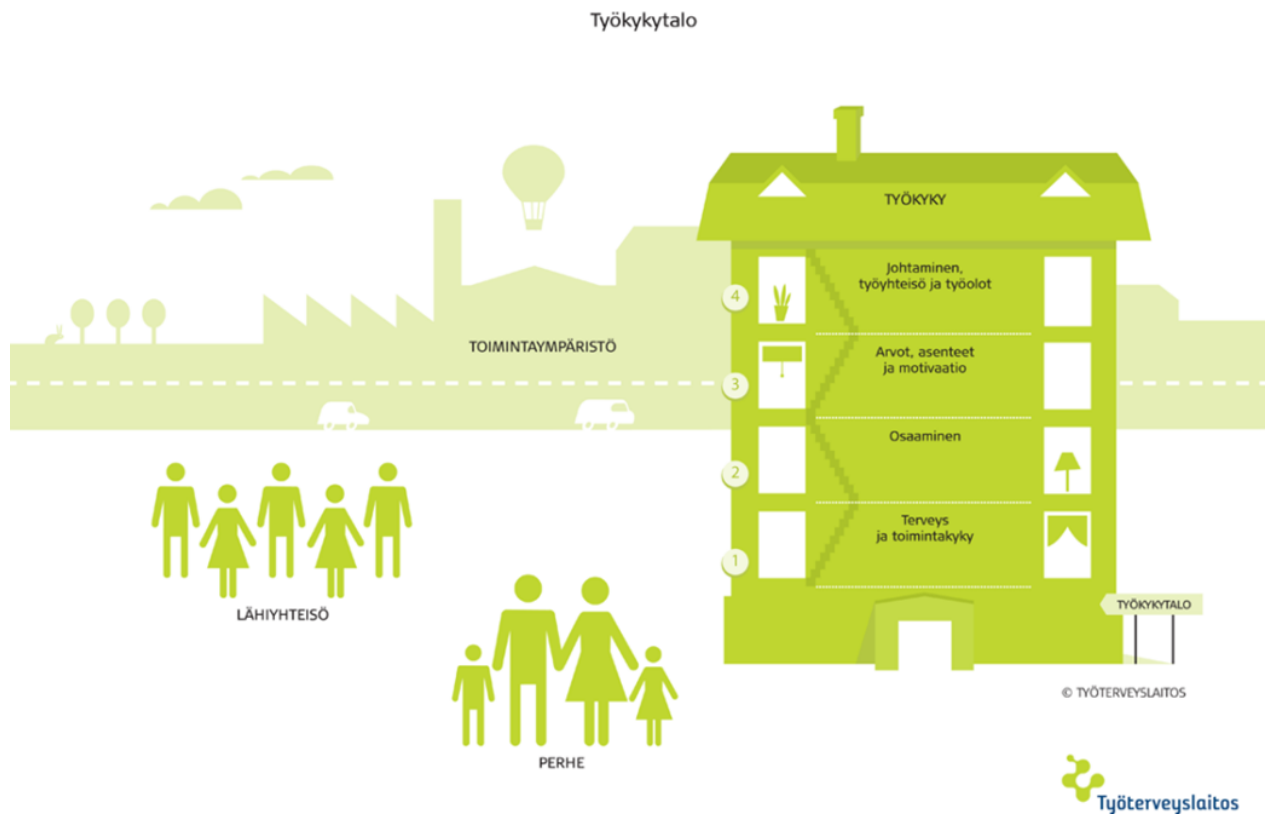 Työkykytalo
TYÖKYKY
4
Johtaminen,
työyhteisö ja työolot
TOIMINTAYMPÄRISTÖ
3
Arvot, asenteet
ja motivaatio
2
Osaaminen
1
Terveys
ja toimintakyky
LÄHIYHTEISÖ
TYÖKYKYTALO
PERHE
© TYÖTERVEYSLAITOS
Työterveyslaitos